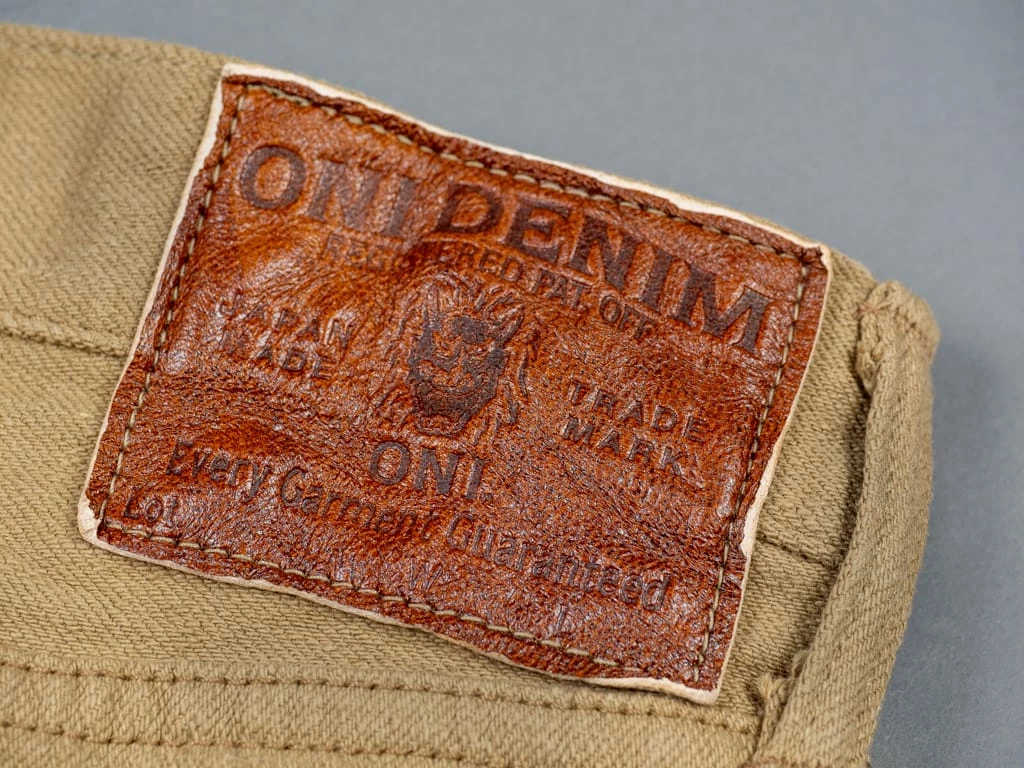 ONI DENIM
REGISTERED PAT. OFF.
JAPAN
MADE
TRADE
MARK
ONI.
Every Garment Guaranteed
Lot
W
L